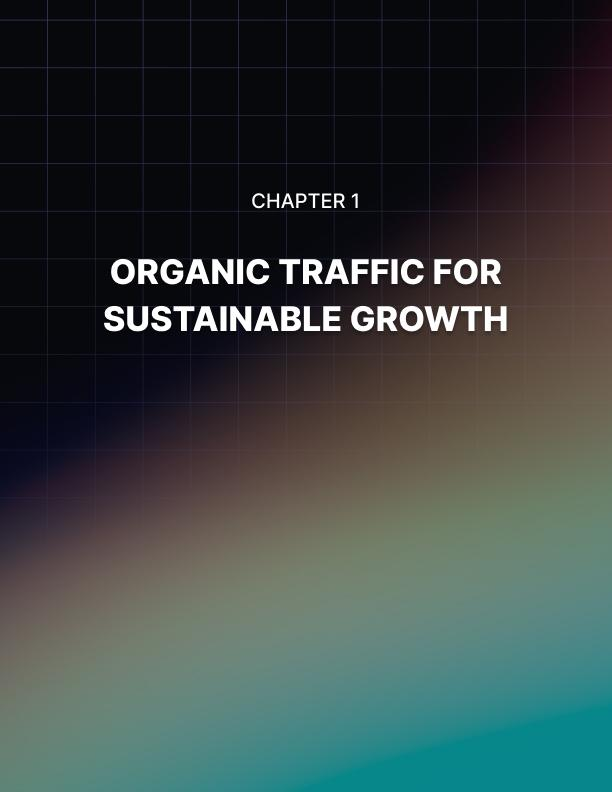 CHAPTER 1
ORGANIC TRAFFIC FOR
SUSTAINABLE GROWTH